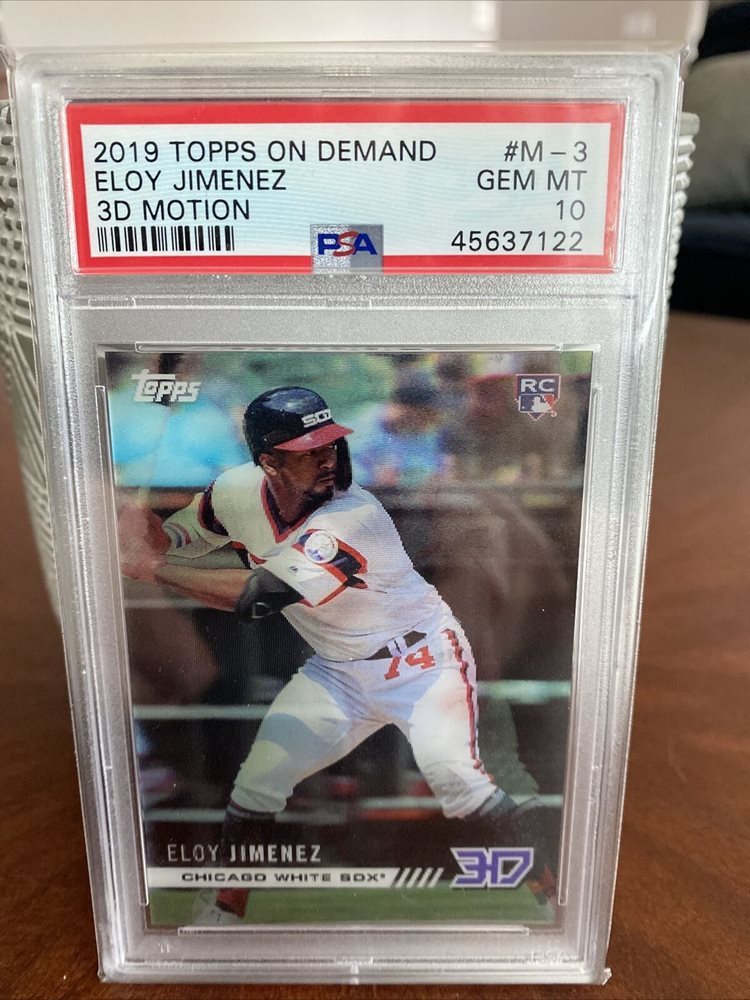 2019 TOPPS ON DEMAND #M-3
ELOY JIMENEZ GEM MT
3D MOTION 10
PSA 45637122
Topps
RC
SOX
74
ELOY JIMENEZ
CHICAGO WHITE SOX
3D